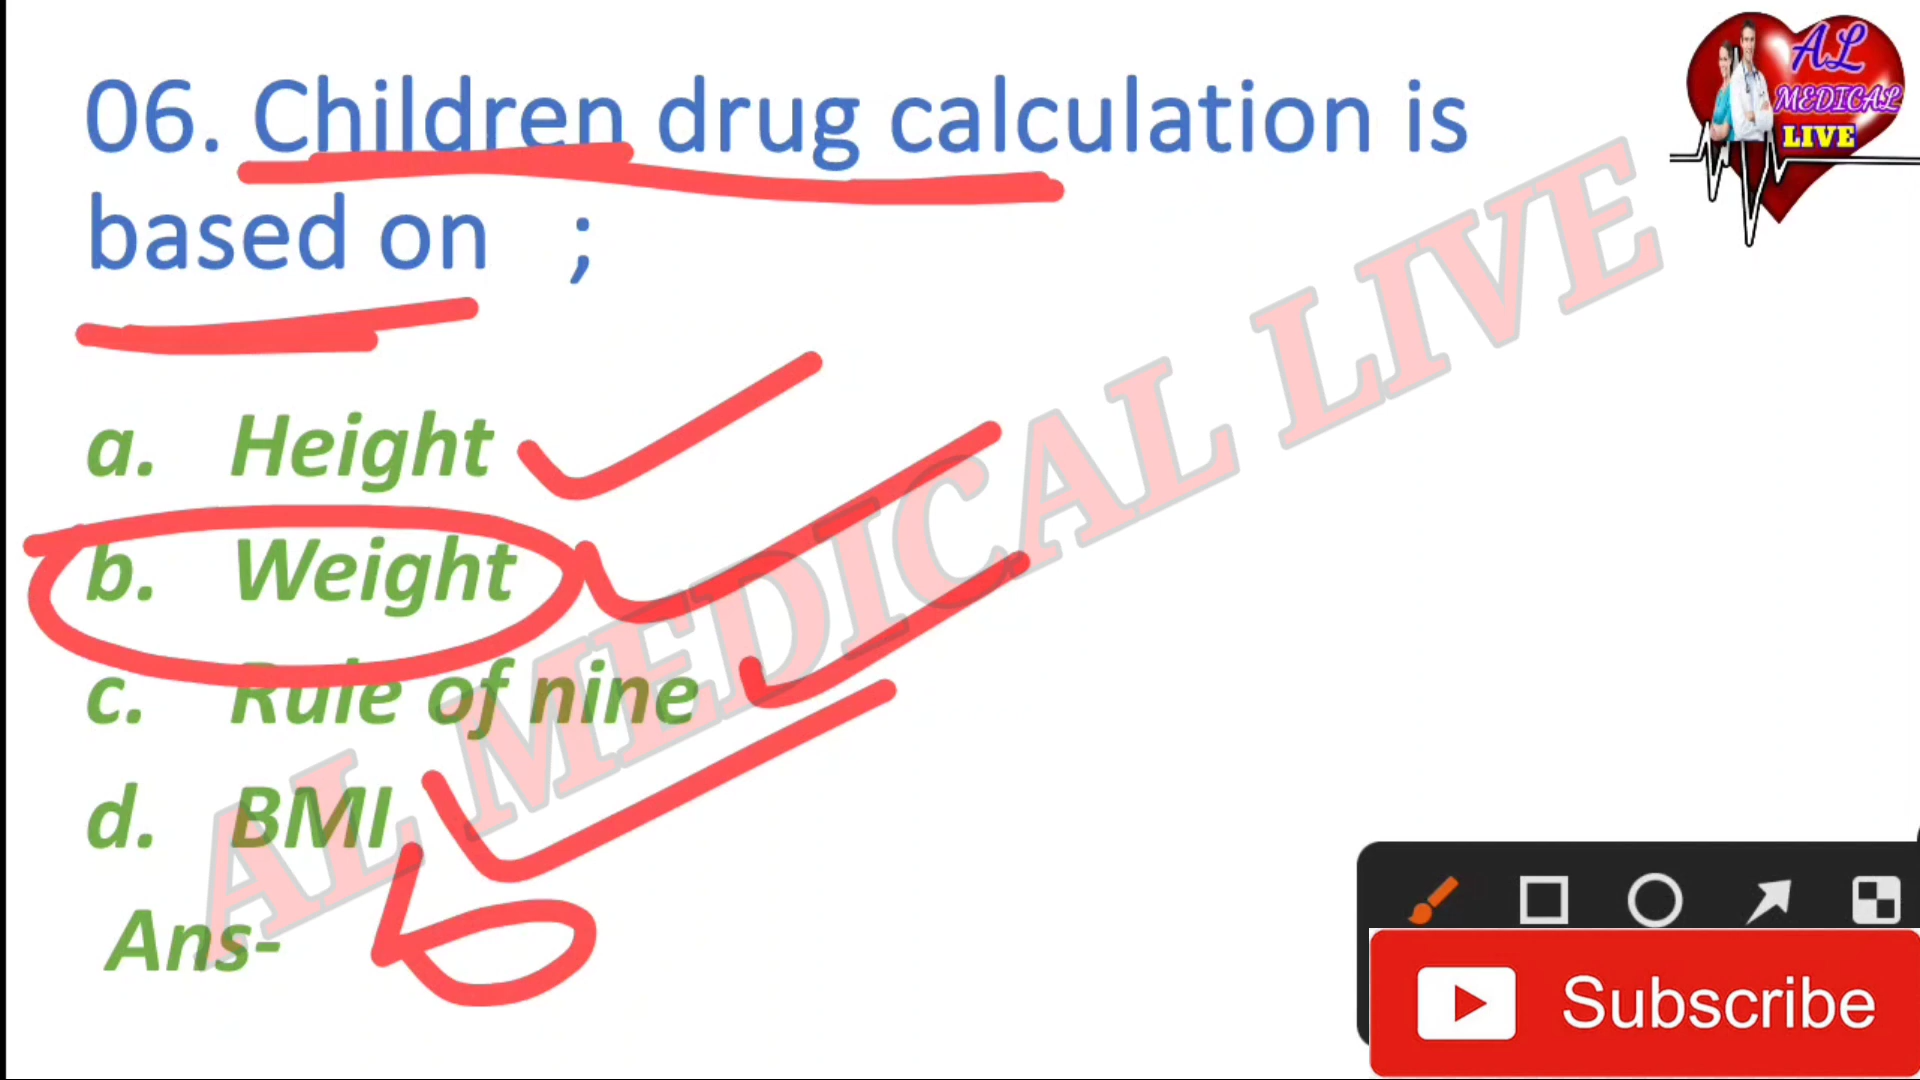 06. Children drug calculation is
based on ;
a. Height
b. Weight
c. Rule of nine
d. BMI
Ans- b
AL MEDICAL LIVE
AL
MEDICAL
LIVE
Subscribe